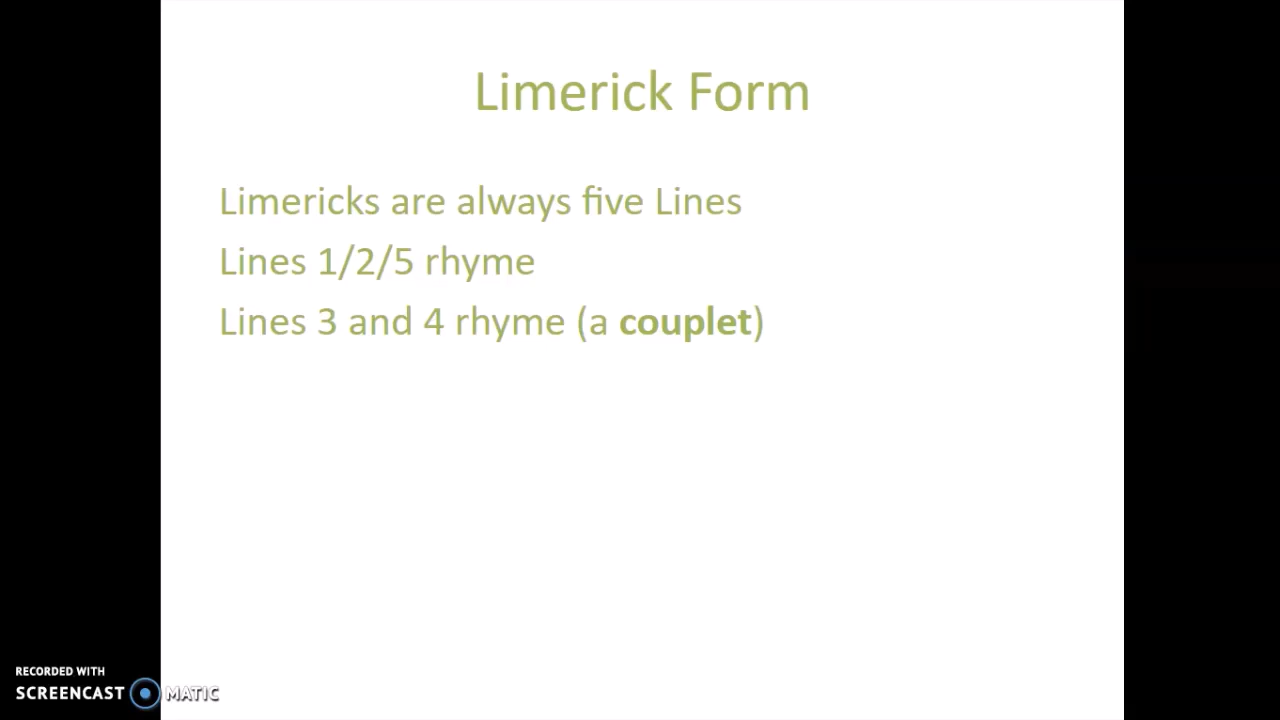 Limerick Form
Limericks are always five Lines
Lines 1/2/5 rhyme
Lines 3 and 4 rhyme (a couplet)
RECORDED WITH
SCREENCAST MATIC